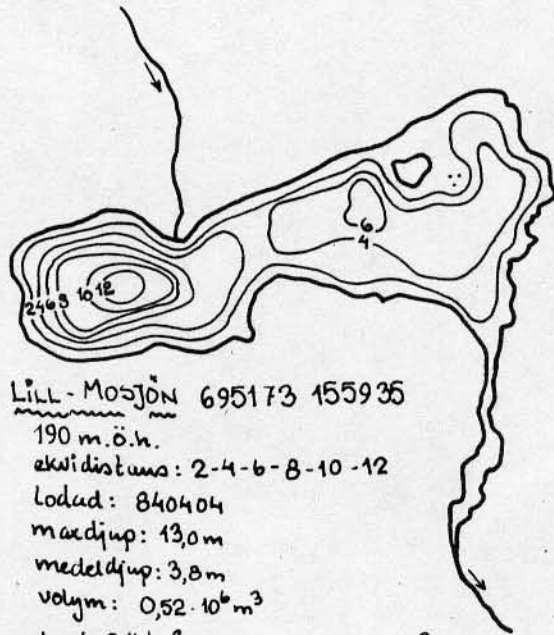 2 4 6 8 10 12
6
4
LILL-MOSJÖN 695173 155935
190 m.ö.h.
ekvidistans: 2-4-6-8-10-12
Lodad: 840404
maxdjup: 13,0 m
medeldjup: 3,8 m
volym: 0,52·10⁶ m³